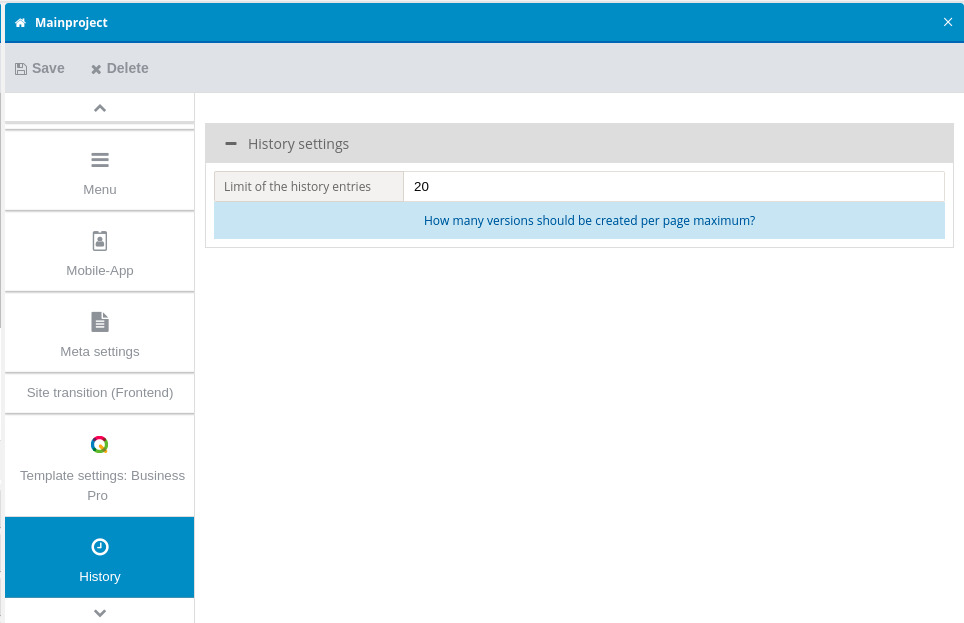 Mainproject
Save Delete
Menu
Mobile-App
Meta settings
Site transition (Frontend)
Template settings: Business
Pro
History
History settings
Limit of the history entries 20
How many versions should be created per page maximum?